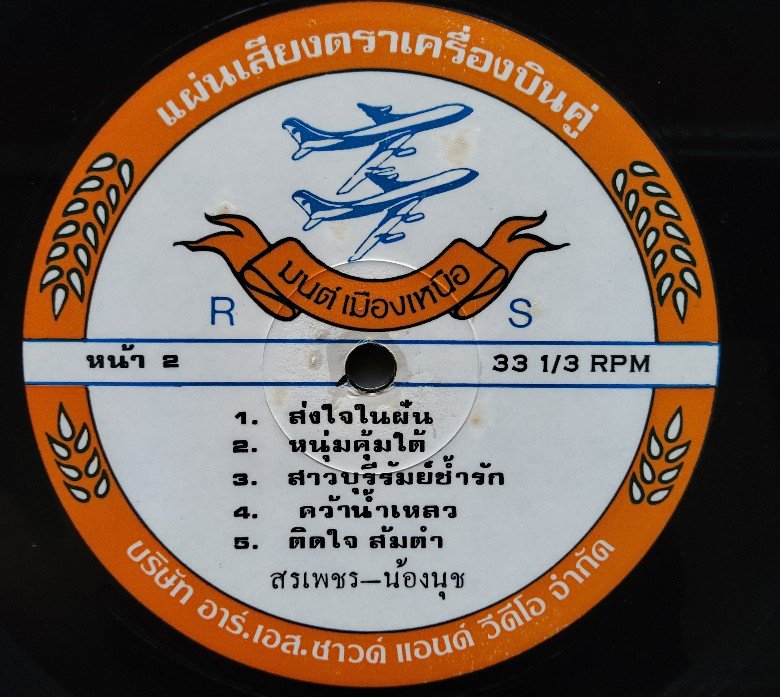 แผ่นเสียงตราเครื่องบินคู่
มนต์เมืองเหนือ
R S
หน้า 2 33 1/3 RPM
1. ส่งใจในผัน
2. หนุ่มคุ้มใต้
3. สาวบุรีรัมย์ช้ำรัก
4. คว้าน้ำเหลว
5. ติดใจ ส้มตำ
สรเพชร–น้องนุช
บริษัท อาร์.เอส.ซาวด์ แอนด์ วีดีโอ จำกัด